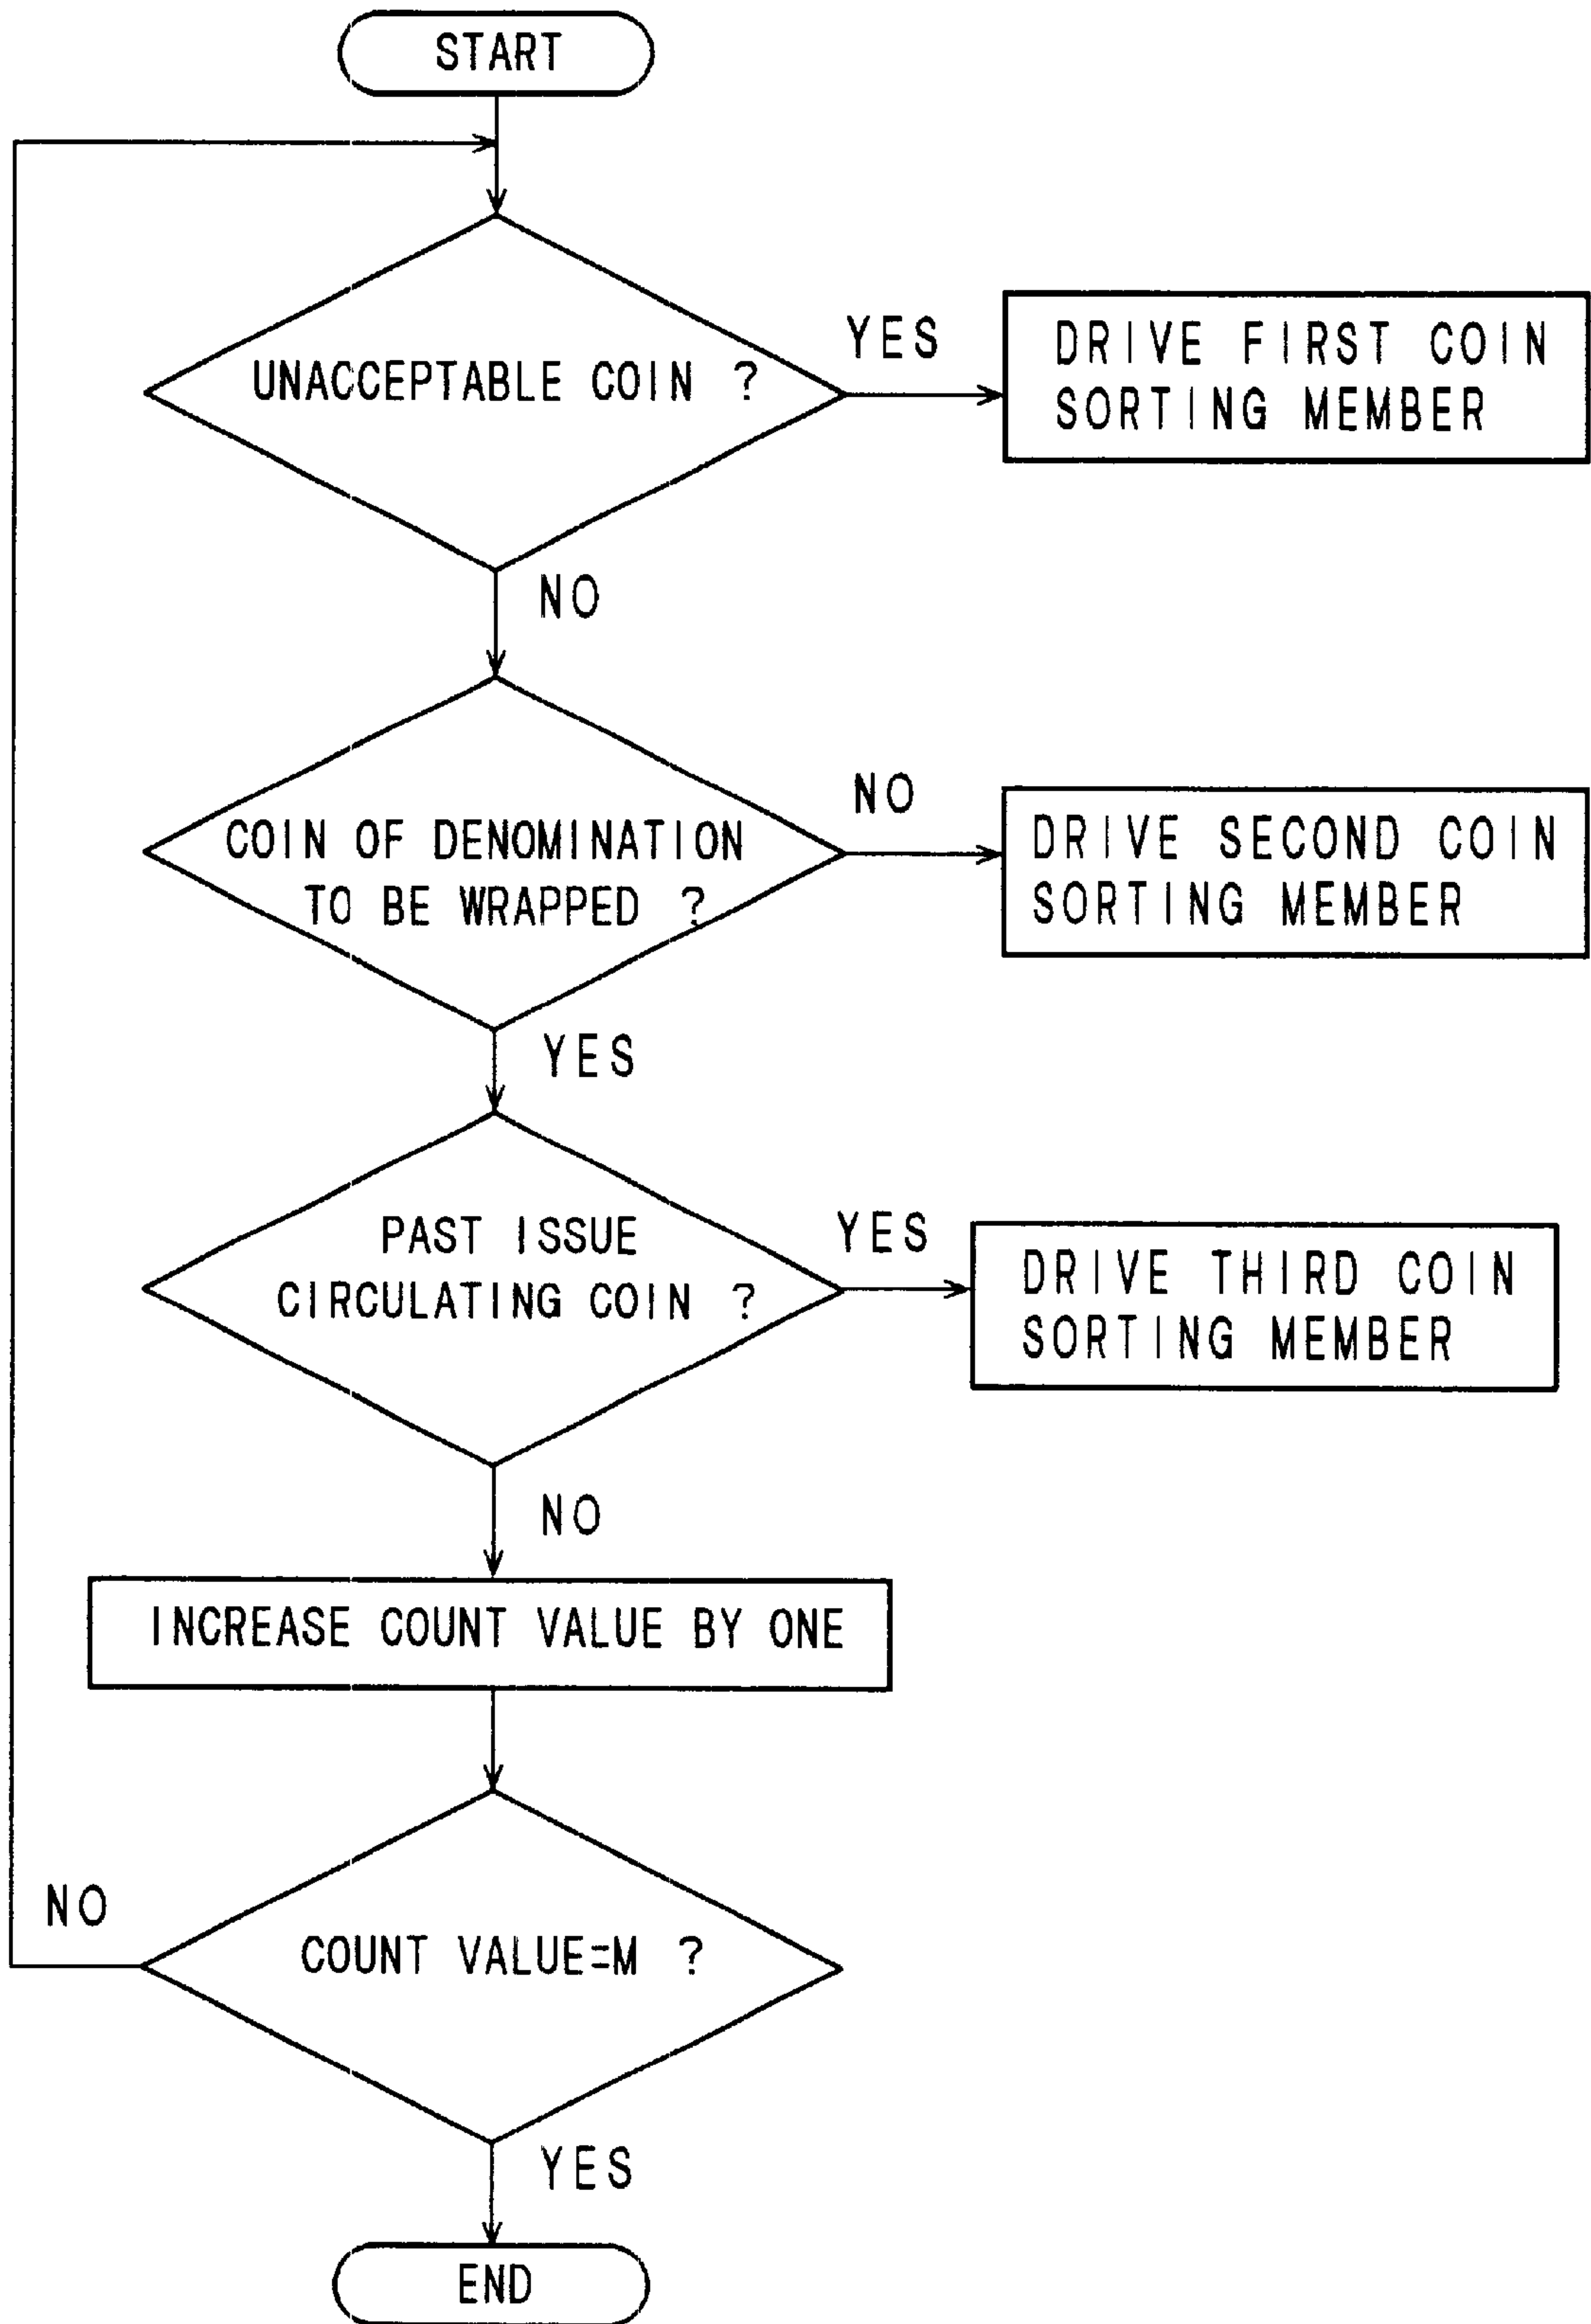 START
UNACCEPTABLE COIN ?
YES
DRIVE FIRST COIN
SORTING MEMBER
NO
COIN OF DENOMINATION
TO BE WRAPPED ?
NO
DRIVE SECOND COIN
SORTING MEMBER
YES
PAST ISSUE
CIRCULATING COIN ?
YES
DRIVE THIRD COIN
SORTING MEMBER
NO
INCREASE COUNT VALUE BY ONE
NO
COUNT VALUE=M ?
YES
END